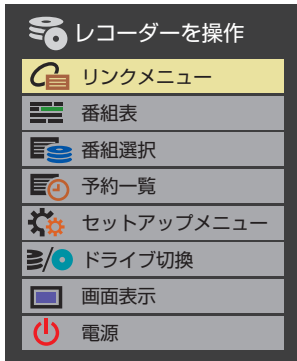 レコーダーを操作
リンクメニュー
番組表
番組選択
予約一覧
セットアップメニュー
ドライブ切換
画面表示
電源